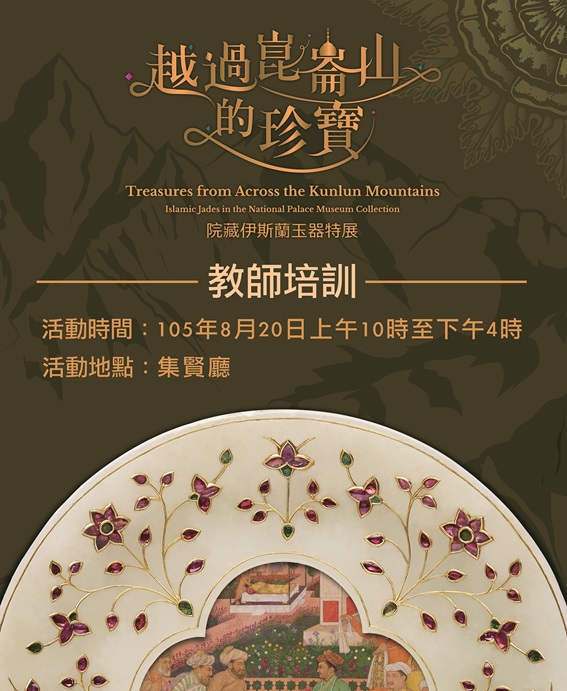 越過崑崙山
的珍寶
Treasures from Across the Kunlun Mountains
Islamic Jades in the National Palace Museum Collection
院藏伊斯蘭玉器特展
教師培訓
活動時間：105年8月20日上午10時至下午4時
活動地點：集賢廳